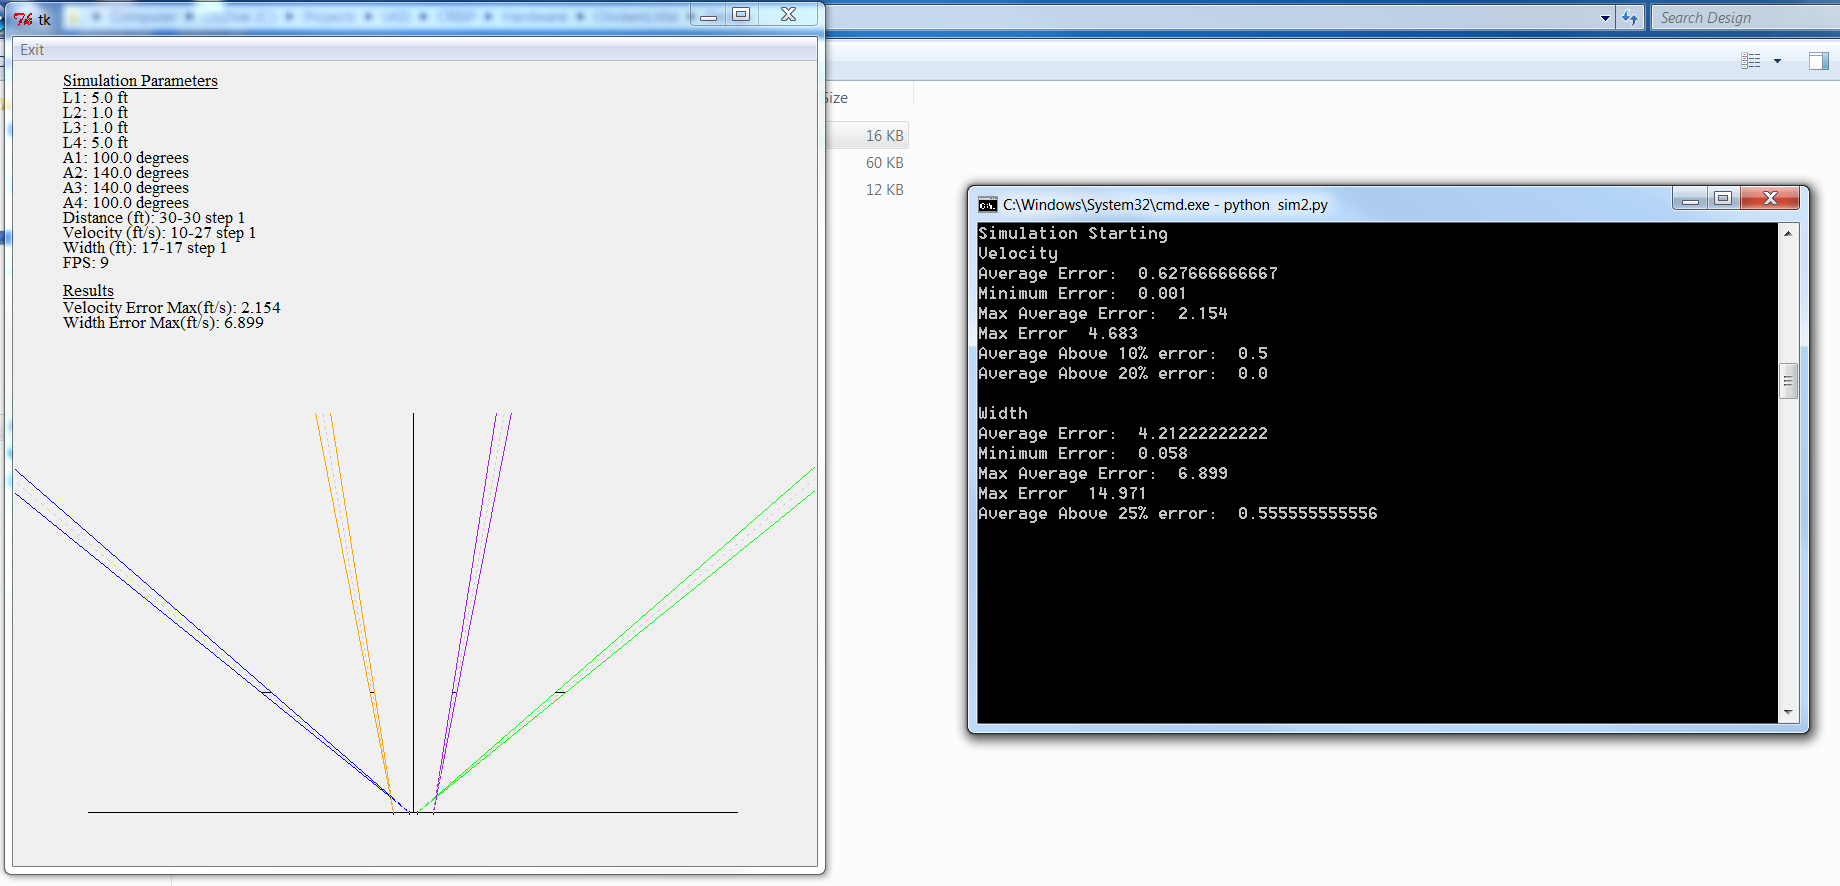 tk
Search Design
Exit
Size
16 KB
60 KB
12 KB
Simulation Parameters
L1: 5.0 ft
L2: 1.0 ft
L3: 1.0 ft
L4: 5.0 ft
A1: 100.0 degrees
A2: 140.0 degrees
A3: 140.0 degrees
A4: 100.0 degrees
Distance (ft): 30-30 step 1
Velocity (ft/s): 10-27 step 1
Width (ft): 17-17 step 1
FPS: 9
Results
Velocity Error Max(ft/s): 2.154
Width Error Max(ft/s): 6.899
C:\Windows\System32\cmd.exe - python  sim2.py
Simulation Starting
Velocity
Average Error:  0.627666666667
Minimum Error:  0.001
Max Average Error:  2.154
Max Error  4.683
Average Above 10% error:  0.5
Average Above 20% error:  0.0
Width
Average Error:  4.21222222222
Minimum Error:  0.058
Max Average Error:  6.899
Max Error  14.971
Average Above 25% error:  0.555555555556